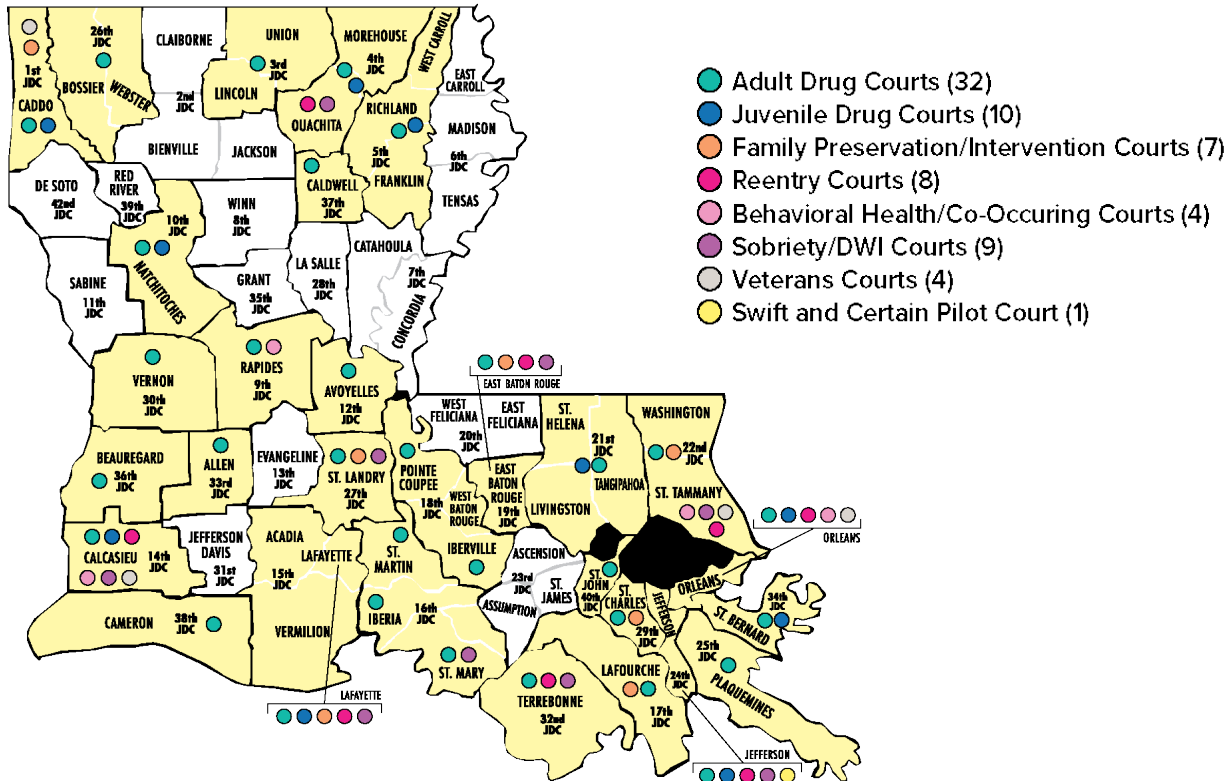 26th
JDC
CLAIBORNE
UNION
MOREHOUSE
WEST CARROLL
1st
JDC
BOSSIER
WEBSTER
3rd
JDC
4th
JDC
EAST
CARROLL
CADDO
2nd
JDC
LINCOLN
OUACHITA
RICHLAND
MADISON
BIENVILLE
JACKSON
5th
JDC
6th
JDC
DE SOTO
42nd
JDC
RED
RIVER
39th
JDC
10th
JDC
WINN
8th
JDC
CALDWELL
37th
JDC
FRANKLIN
TENSAS
NATCHITOCHES
SABINE
11th
JDC
GRANT
35th
JDC
LA SALLE
28th
JDC
CATAHOULA
7th
JDC
CONCORDIA
Adult Drug Courts (32)
Juvenile Drug Courts (10)
Family Preservation/Intervention Courts (7)
Reentry Courts (8)
Behavioral Health/Co-Occuring Courts (4)
Sobriety/DWI Courts (9)
Veterans Courts (4)
Swift and Certain Pilot Court (1)
VERNON
30th
JDC
RAPIDES
9th
JDC
AVOYELLES
12th
JDC
EAST BATON ROUGE
WEST
FELICIANA
EAST
FELICIANA
20th
JDC
ST.
HELENA
WASHINGTON
21st
JDC
22nd
JDC
BEAUREGARD
36th
JDC
ALLEN
33rd
JDC
EVANGELINE
13th
JDC
ST. LANDRY
27th
JDC
POINTE
COUPEE
18th
JDC
WEST
BATON
ROUGE
EAST
BATON
ROUGE
19th
JDC
LIVINGSTON
TANGIPAHOA
ST. TAMMANY
ORLEANS
CALCASIEU
14th
JDC
JEFFERSON
DAVIS
31st
JDC
ACADIA
LAFAYETTE
15th
JDC
VERMILION
ST.
MARTIN
IBERVILLE
ASCENSION
23rd
JDC
ST.
JAMES
ASSUMPTION
ST.
JOHN
40th
JDC
ST.
CHARLES
29th
JDC
JEFFERSON
ORLEANS
34th
JDC
ST. BERNARD
CAMERON
38th
JDC
IBERIA
16th
JDC
ST. MARY
25th
JDC
PLAQUEMINES
TERREBONNE
32nd
JDC
LAFOURCHE
17th
JDC
24th
JDC
LAFAYETTE
JEFFERSON